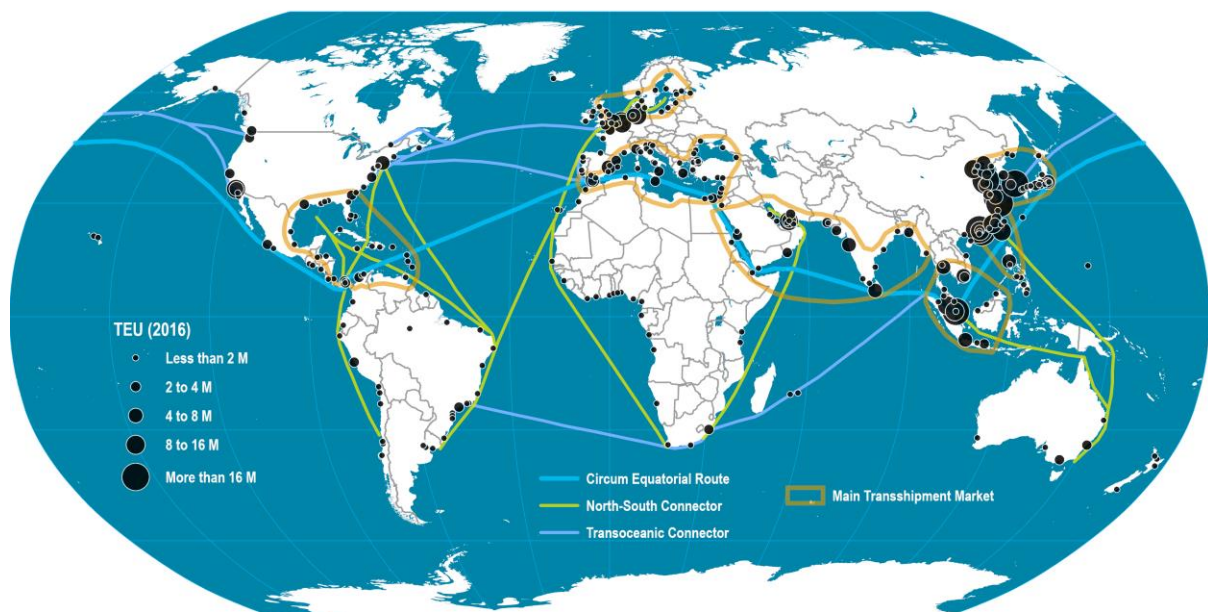 TEU (2016)
Less than 2 M
2 to 4 M
4 to 8 M
8 to 16 M
More than 16 M
Circum Equatorial Route
North-South Connector
Transoceanic Connector
Main Transshipment Market